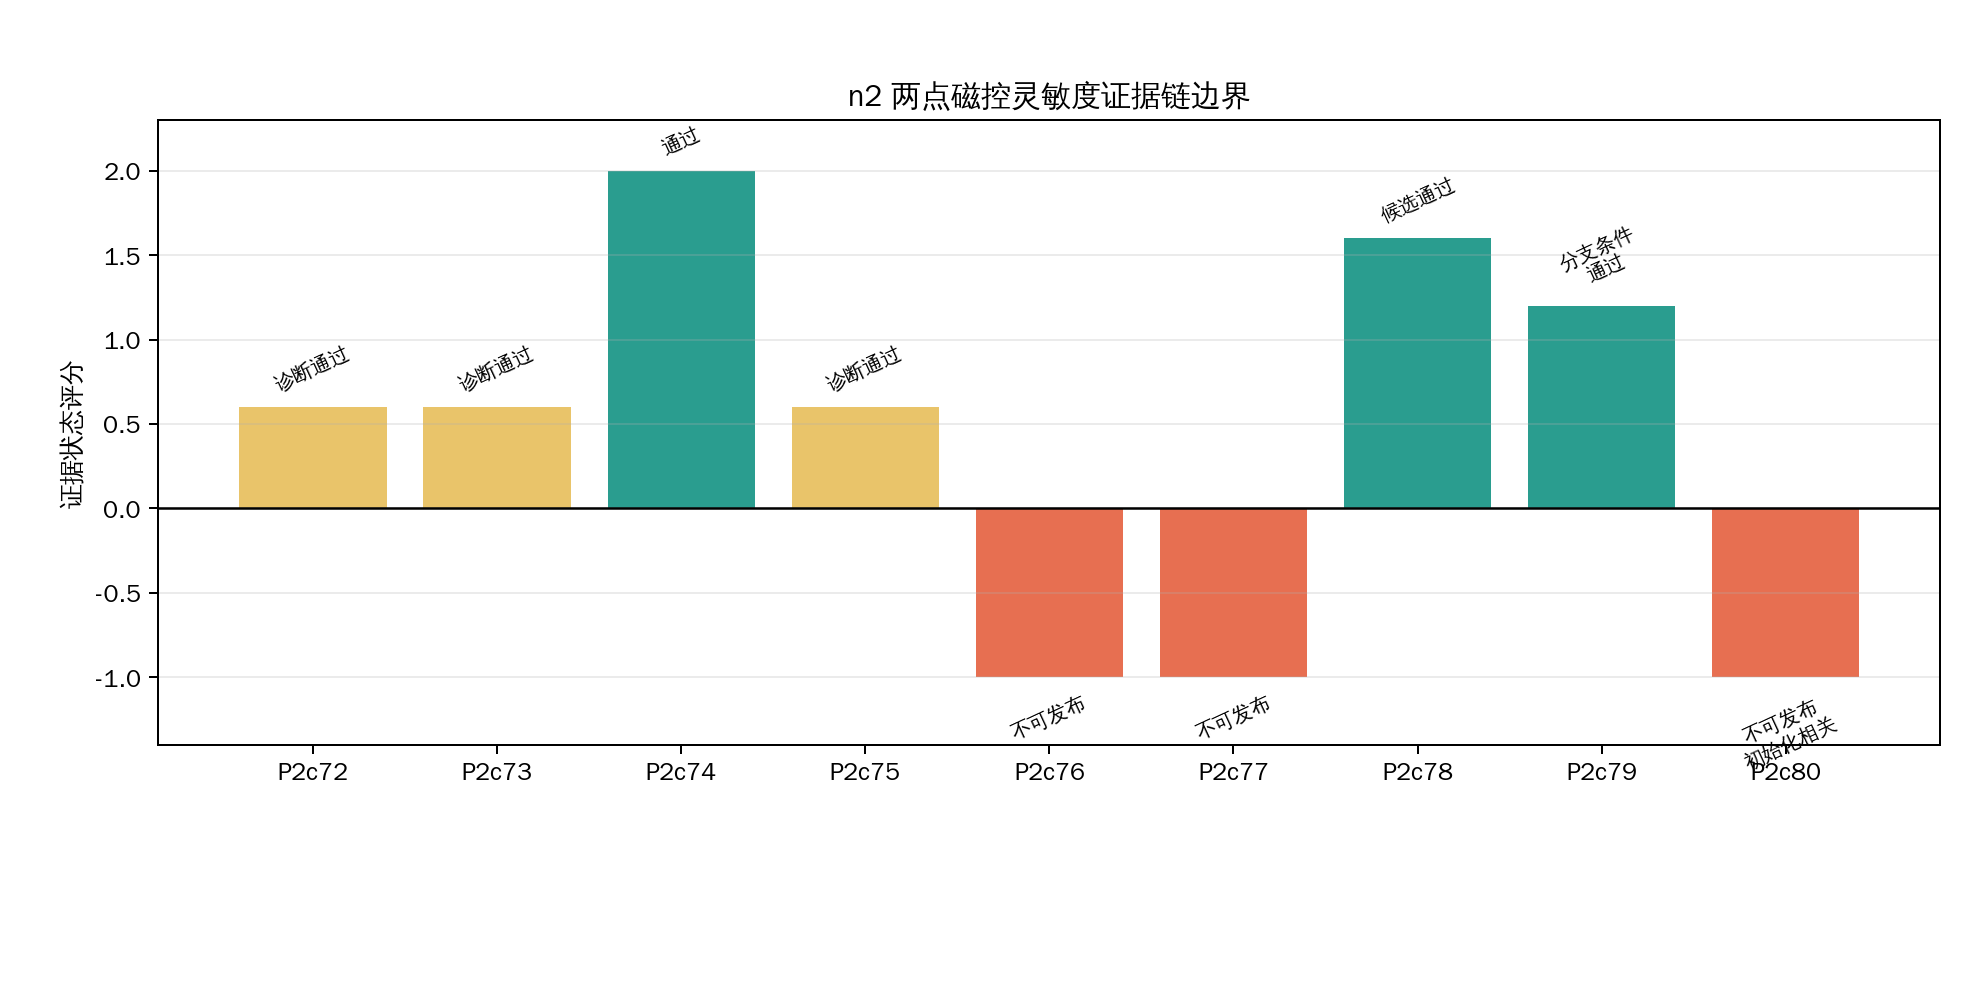 n2 两点磁控灵敏度证据链边界
证据状态评分
2.0
1.5
1.0
0.5
0.0
-0.5
-1.0
诊断通过
诊断通过
通过
诊断通过
不可发布
不可发布
候选通过
分支条件
通过
不可发布
初始化相关
P2c72
P2c73
P2c74
P2c75
P2c76
P2c77
P2c78
P2c79
P2c80